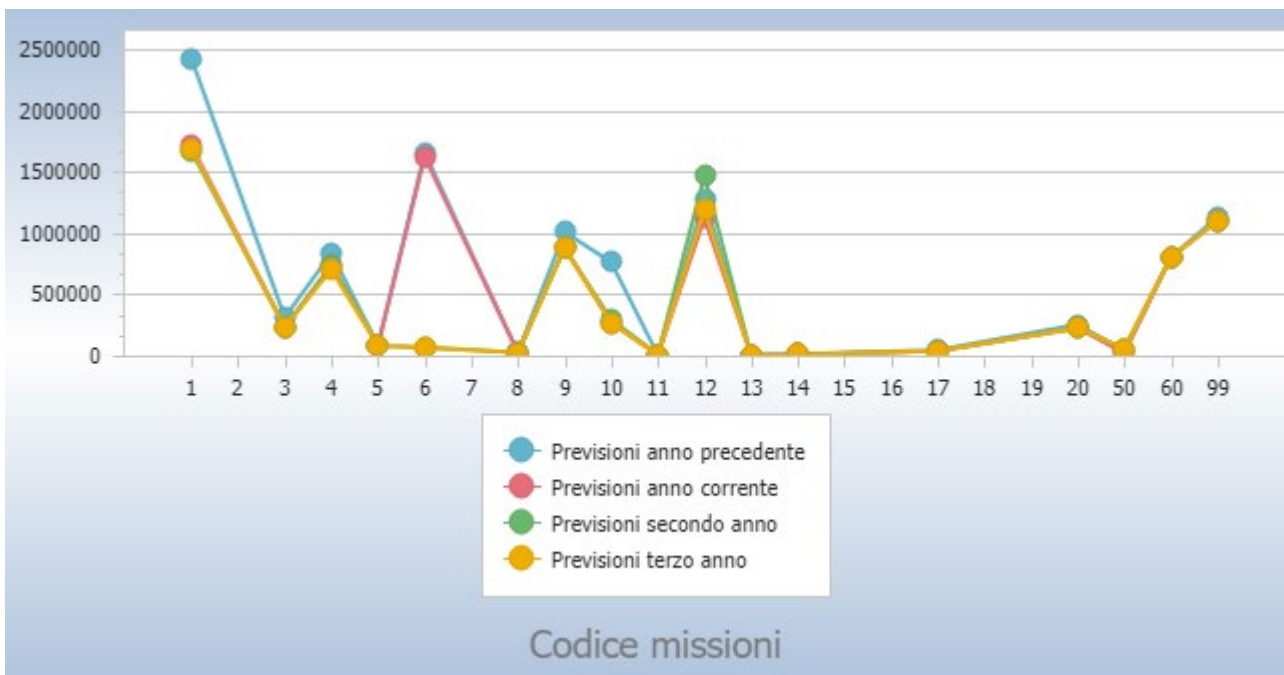 2500000
2000000
1500000
1000000
500000
0
1 2 3 4 5 6 7 8 9 10 11 12 13 14 15 16 17 18 19 20 50 60 99
Previsioni anno precedente
Previsioni anno corrente
Previsioni secondo anno
Previsioni terzo anno
Codice missioni